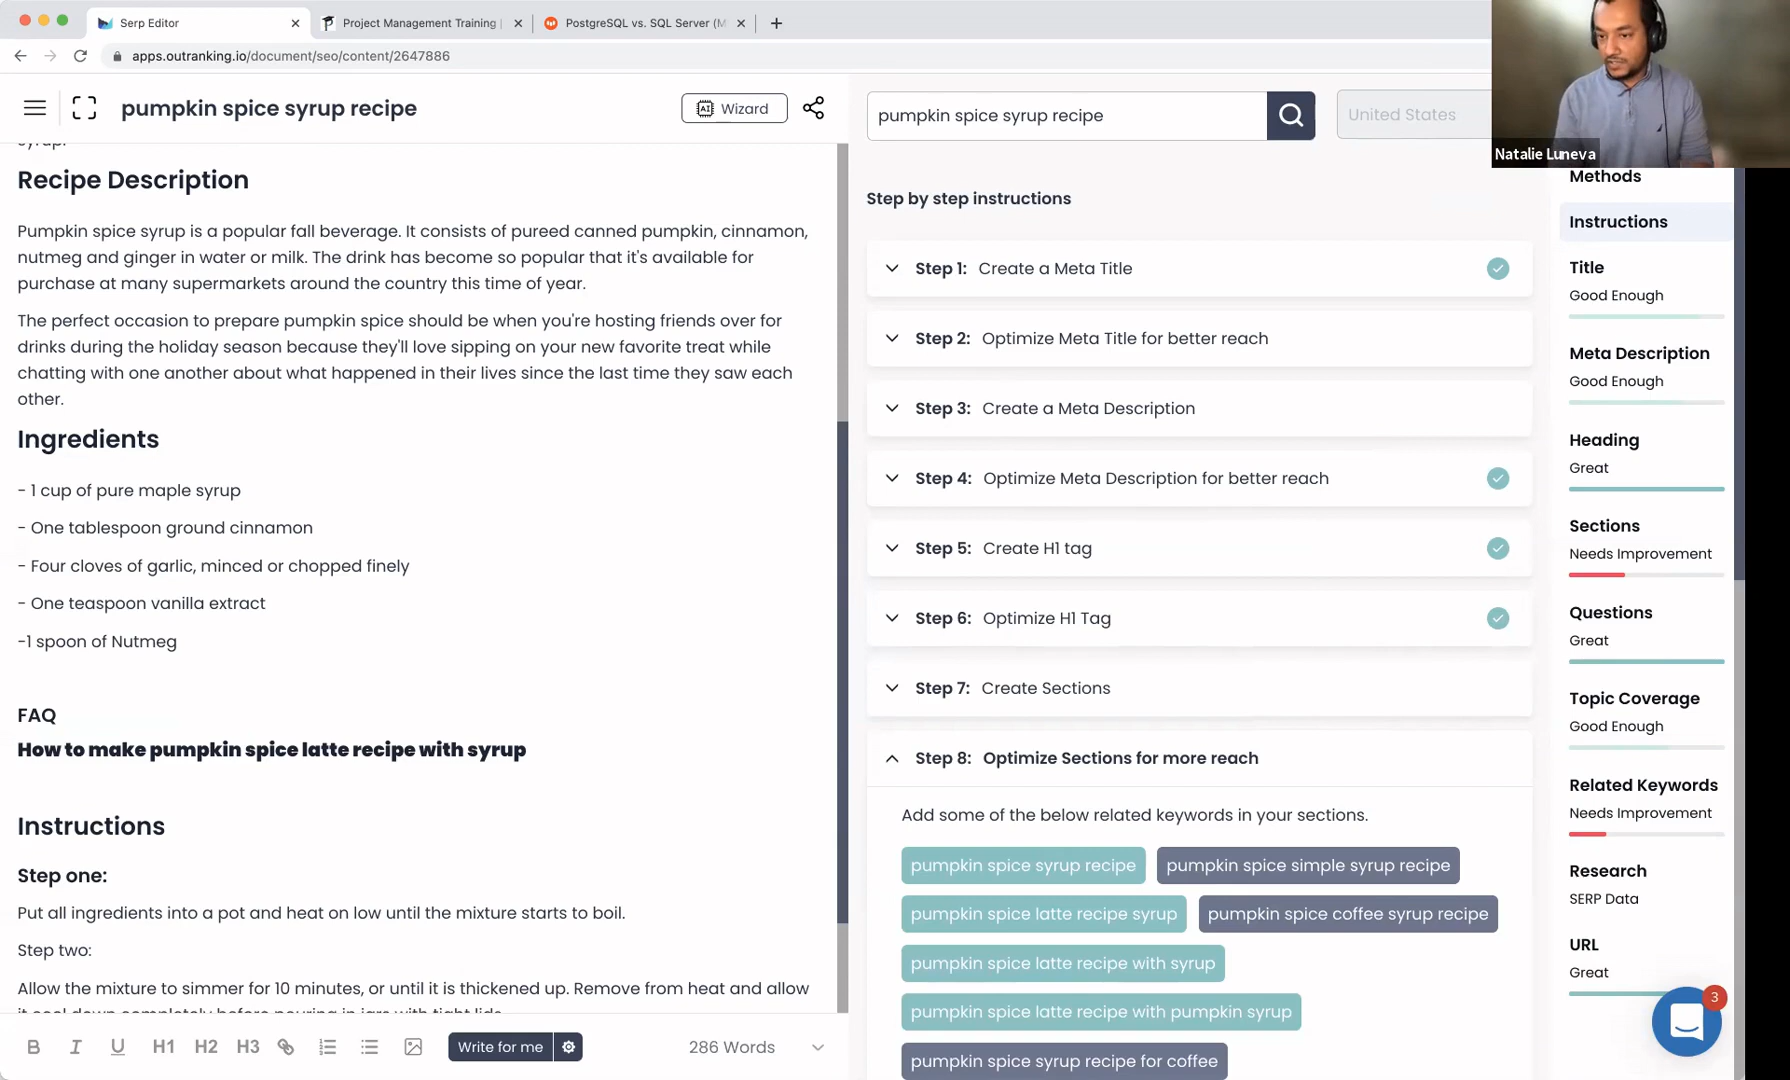 Serp Editor
Project Management Training |
PostgreSQL vs. SQL Server (M
apps.outranking.io/document/seo/content/2647886
pumpkin spice syrup recipe
Wizard
syrup.
Recipe Description
Pumpkin spice syrup is a popular fall beverage. It consists of pureed canned pumpkin, cinnamon,
nutmeg and ginger in water or milk. The drink has become so popular that it's available for
purchase at many supermarkets around the country this time of year.
The perfect occasion to prepare pumpkin spice should be when you're hosting friends over for
drinks during the holiday season because they'll love sipping on your new favorite treat while
chatting with one another about what happened in their lives since the last time they saw each
other.
Ingredients
- 1 cup of pure maple syrup
- One tablespoon ground cinnamon
- Four cloves of garlic, minced or chopped finely
- One teaspoon vanilla extract
-1 spoon of Nutmeg
FAQ
How to make pumpkin spice latte recipe with syrup
Instructions
Step one:
Put all ingredients into a pot and heat on low until the mixture starts to boil.
Step two:
Allow the mixture to simmer for 10 minutes, or until it is thickened up. Remove from heat and allow
it cool down completely before pouring in jars with tight lids.
B I U H1 H2 H3
Write for me
286 Words
pumpkin spice syrup recipe
United States
Step by step instructions
Step 1: Create a Meta Title
Step 2: Optimize Meta Title for better reach
Step 3: Create a Meta Description
Step 4: Optimize Meta Description for better reach
Step 5: Create H1 tag
Step 6: Optimize H1 Tag
Step 7: Create Sections
Step 8: Optimize Sections for more reach
Add some of the below related keywords in your sections.
pumpkin spice syrup recipe
pumpkin spice simple syrup recipe
pumpkin spice latte recipe syrup
pumpkin spice coffee syrup recipe
pumpkin spice latte recipe with syrup
pumpkin spice latte recipe with pumpkin syrup
pumpkin spice syrup recipe for coffee
Natalie Luneva
Methods
Instructions
Title
Good Enough
Meta Description
Good Enough
Heading
Great
Sections
Needs Improvement
Questions
Great
Topic Coverage
Good Enough
Related Keywords
Needs Improvement
Research
SERP Data
URL
Great
3